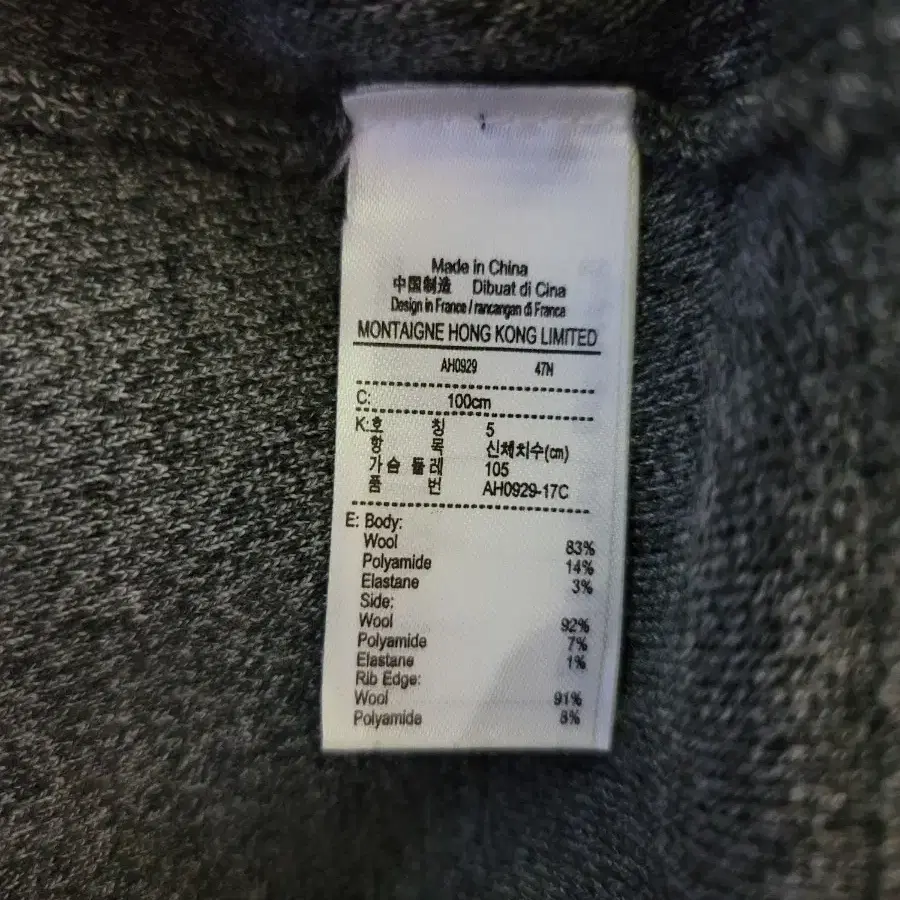 Made in China
中国制造 Dibuat di Cina
Design in France / rancangan di Franca
MONTAIGNE HONG KONG LIMITED
AH0929 47N
C: 100cm
K:호 칭 5
항 목 신체치수(cm)
가슴 둘레 105
품 번 AH0929-17C
E: Body:
Wool 83%
Polyamide 14%
Elastane 3%
Side:
Wool 92%
Polyamide 7%
Elastane 1%
Rib Edge:
Wool 91%
Polyamide 8%